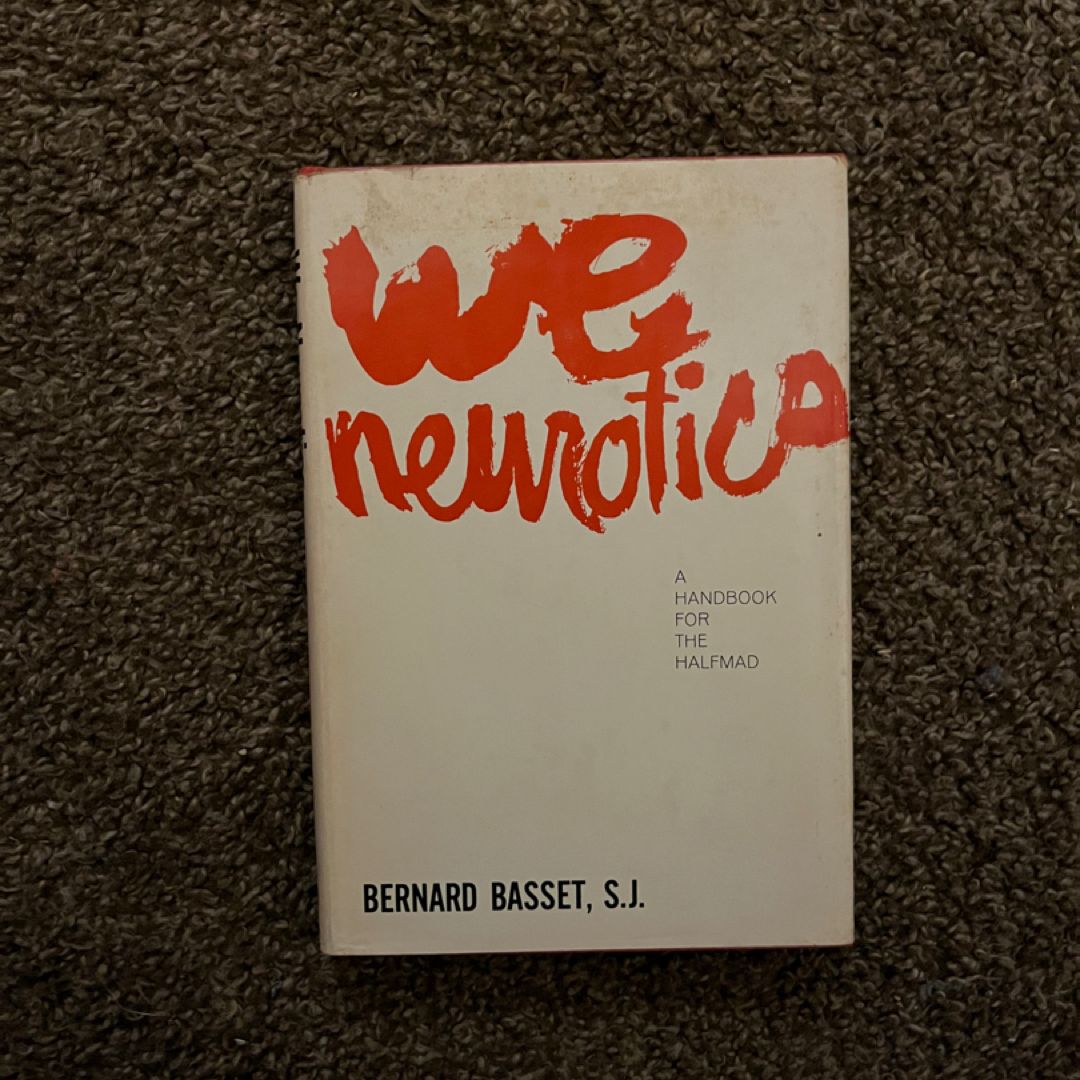 we
neurotics
A
HANDBOOK
FOR
THE
HALFMAD
BERNARD BASSET, S.J.